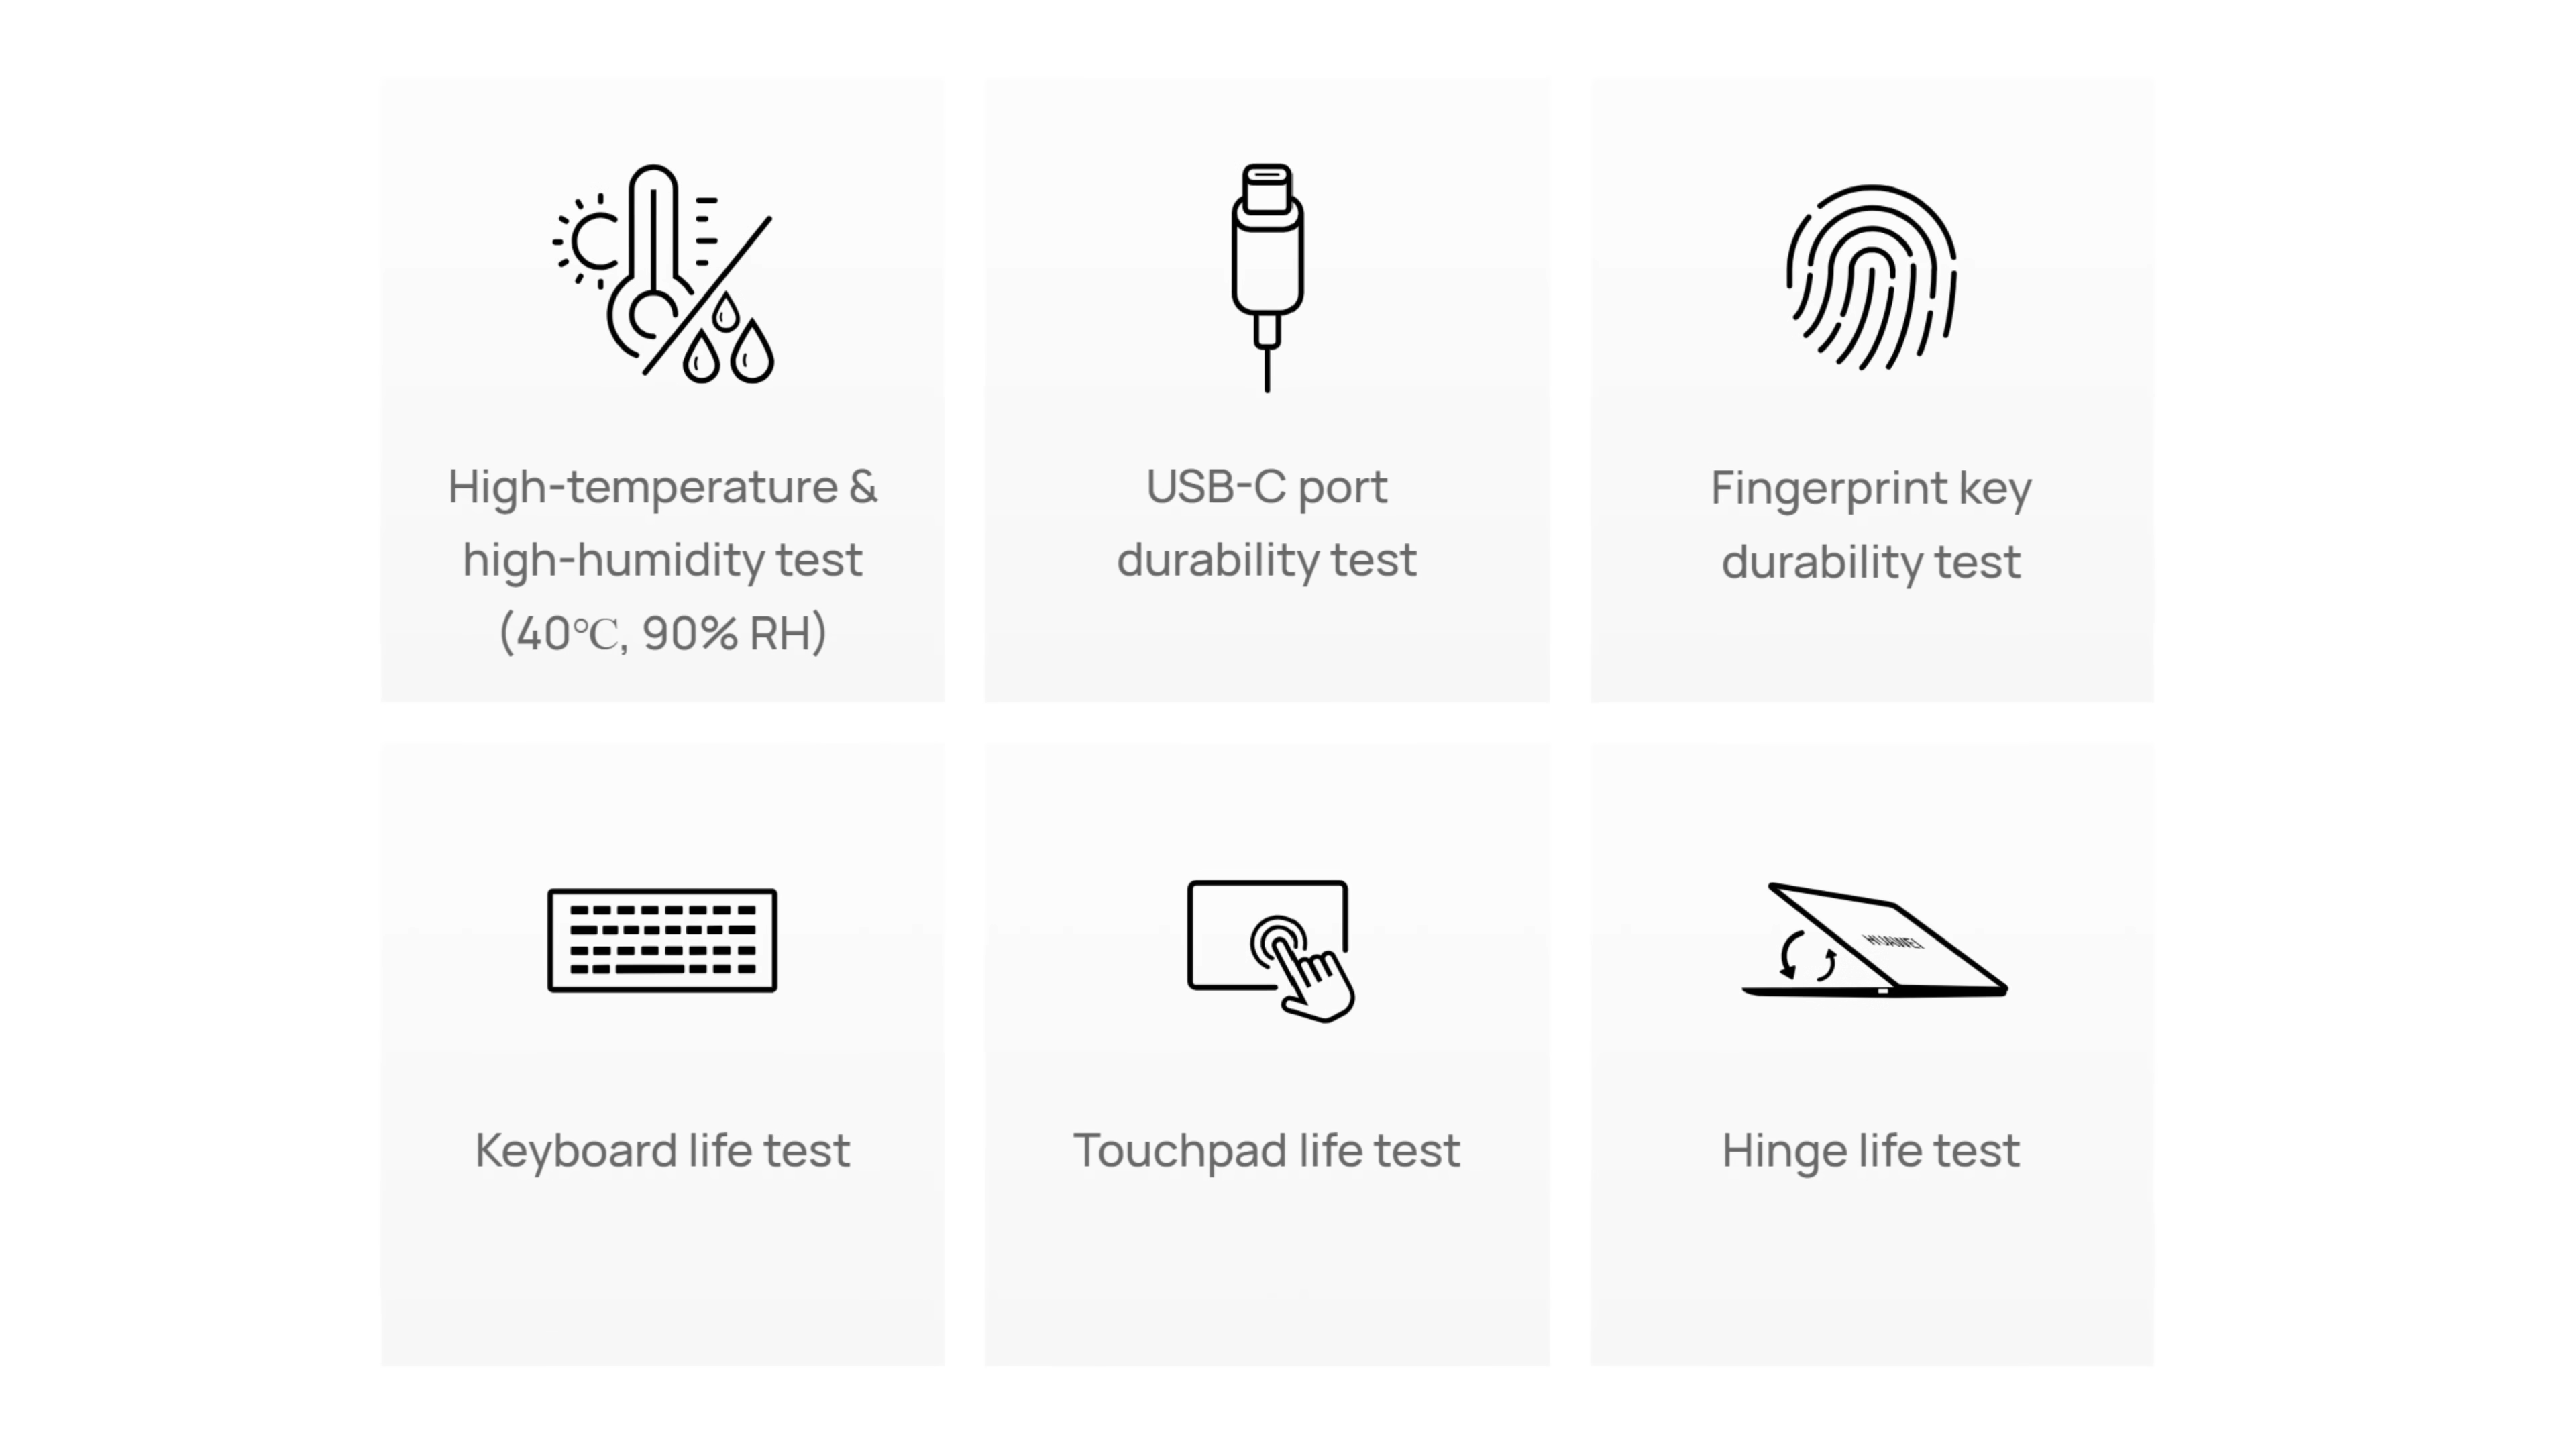 High-temperature &
high-humidity test
(40℃, 90% RH)
USB-C port
durability test
Fingerprint key
durability test
HUAWEI
Keyboard life test
Touchpad life test
Hinge life test